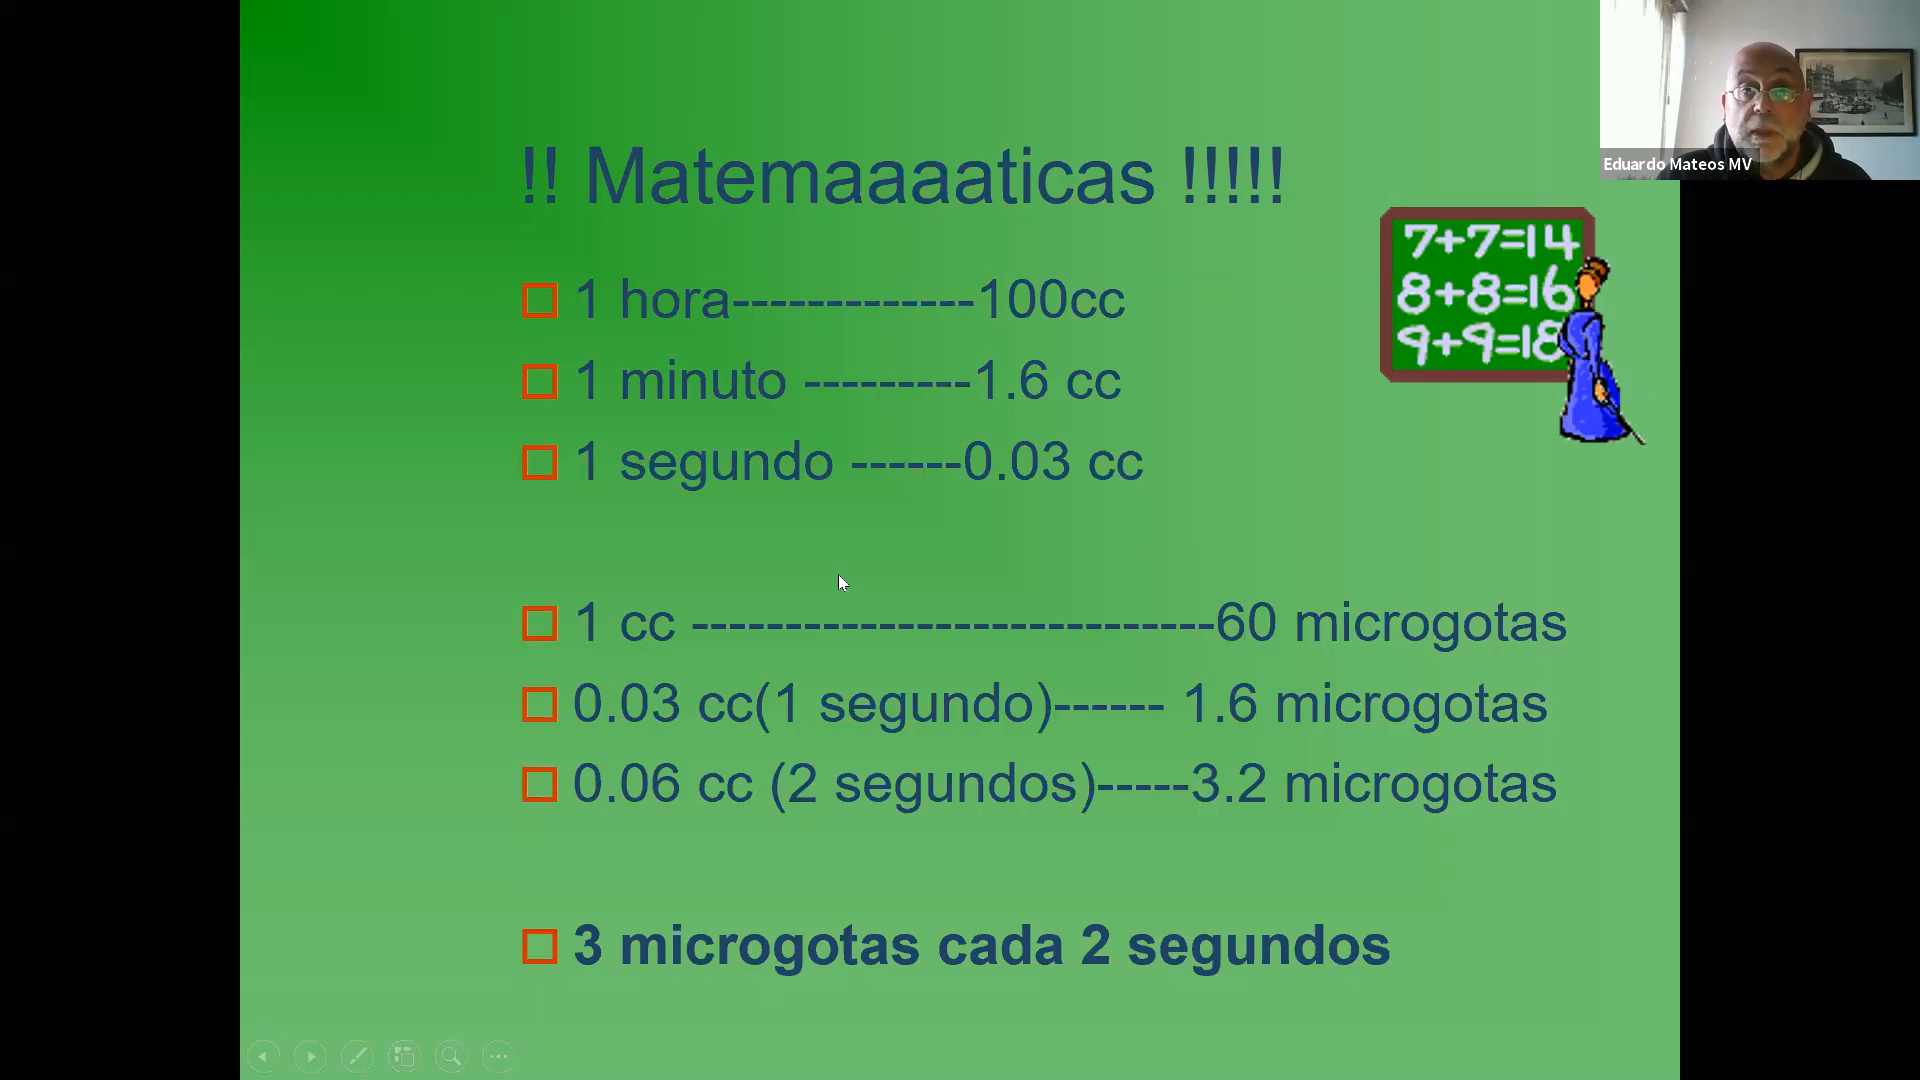 !! Matemaaaaticas !!!!!
1 hora-------------100cc
1 minuto ---------1.6 cc
1 segundo ------0.03 cc
1 cc ----------------------------60 microgotas
0.03 cc(1 segundo)------ 1.6 microgotas
0.06 cc (2 segundos)-----3.2 microgotas
3 microgotas cada 2 segundos
7+7=14
8+8=16
9+9=18
Eduardo Mateos MV